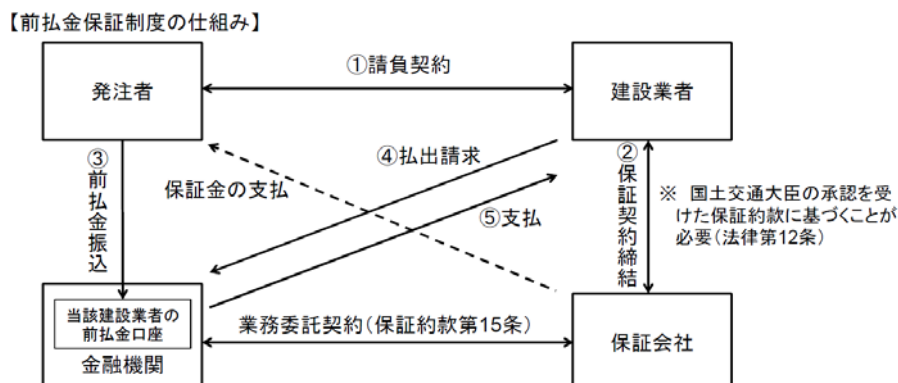 【前払金保証制度の仕組み】
①請負契約
発注者
建設業者
③前払金振込
④払出請求
②保証契約締結
保証金の支払
※ 国土交通大臣の承認を受
けた保証約款に基づくことが
必要(法律第12条)
⑤支払
当該建設業者の
前払金口座
金融機関
業務委託契約(保証約款第15条)
保証会社